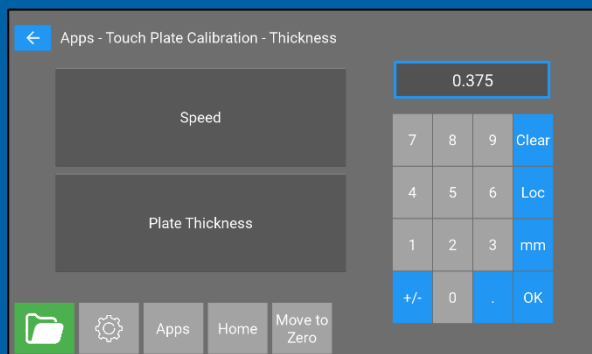 Apps - Touch Plate Calibration - Thickness
0.375
Speed
7 8 9 Clear
4 5 6 Loc
Plate Thickness
1 2 3 mm
+/- 0 . OK
Apps Home Move to
Zero